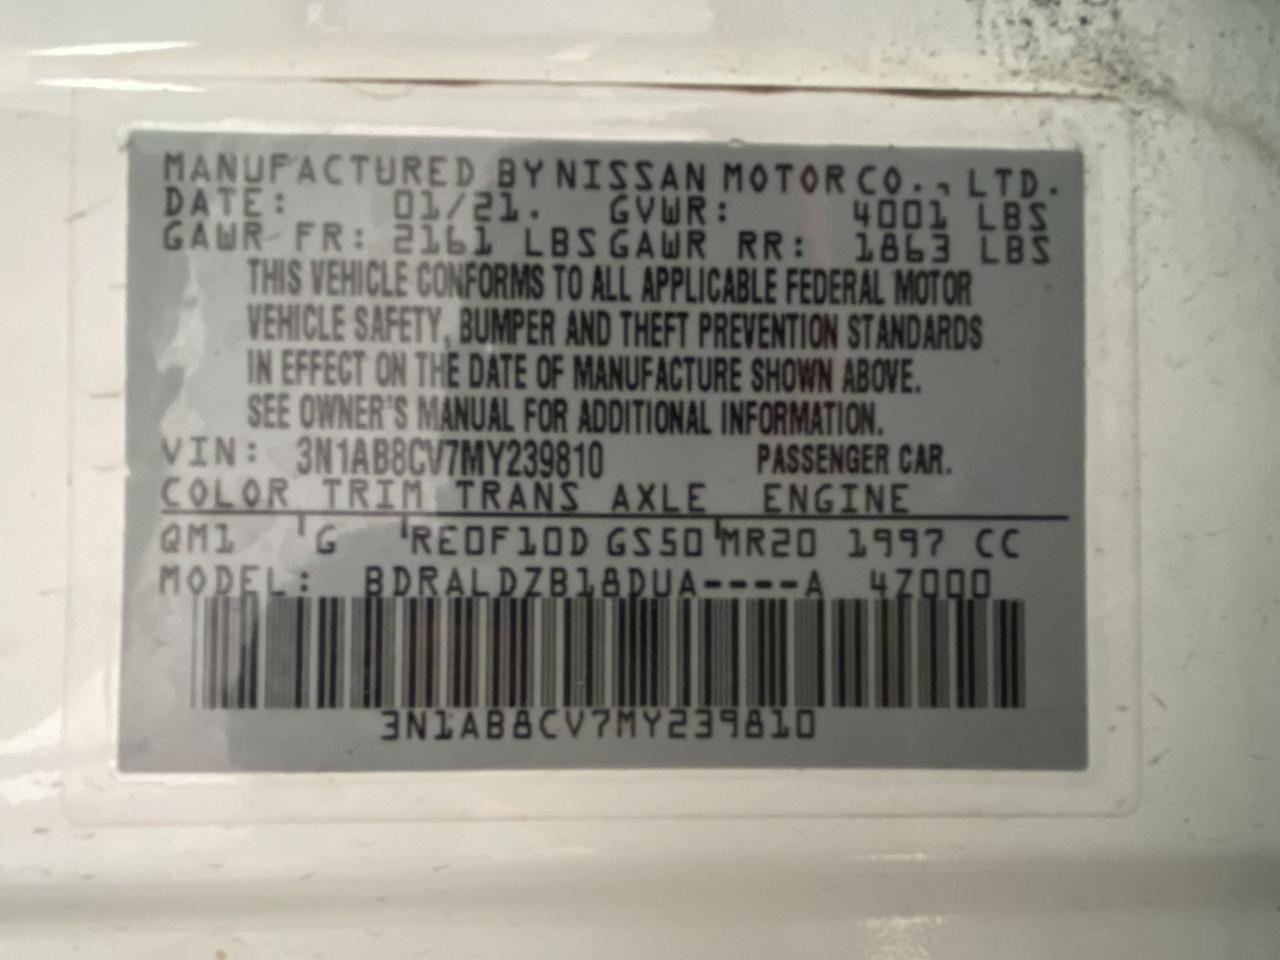 MANUFACTURED BY NISSAN MOTOR CO., LTD.
DATE: 01/21. GVWR: 4001 LBS
GAWR FR: 2161 LBS GAWR RR: 1863 LBS
THIS VEHICLE CONFORMS TO ALL APPLICABLE FEDERAL MOTOR
VEHICLE SAFETY, BUMPER AND THEFT PREVENTION STANDARDS
IN EFFECT ON THE DATE OF MANUFACTURE SHOWN ABOVE.
SEE OWNER'S MANUAL FOR ADDITIONAL INFORMATION.
VIN: 3N1AB8CV7MY239810 PASSENGER CAR.
COLOR TRIM TRANS AXLE ENGINE
QM1 G RE0F10D GS50 MR20 1997 CC
MODEL: BDRALDZB18DUA----A 4Z000
3N1AB8CV7MY239810